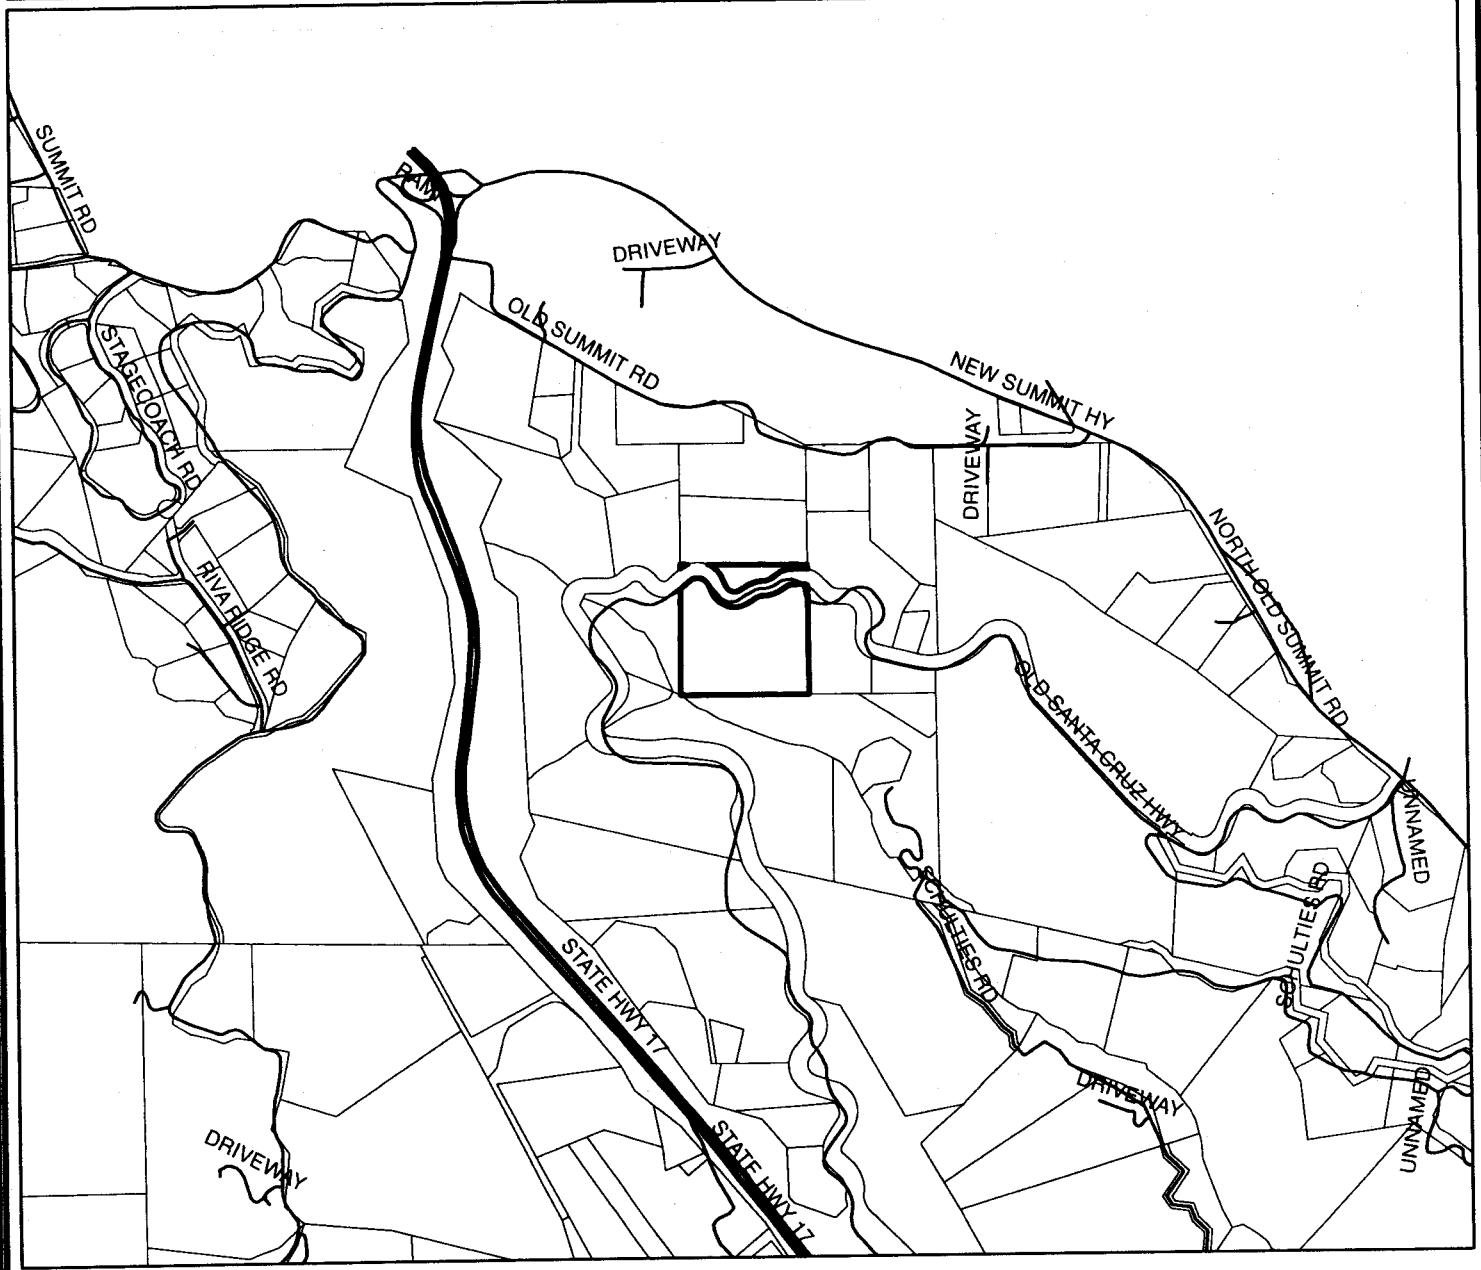 SUMMIT RD
RAMP
DRIVEWAY
OLD SUMMIT RD
STAGECOACH RD
NEW SUMMIT HY
DRIVEWAY
NORTH OLD SUMMIT RD
RIVA RIDGE RD
OLD SANTA CRUZ HWY
UNNAMED
SCHULTIES RD
SCHULTIES RD
STATE HWY 17
DRIVEWAY
UNNAMED
DRIVEWAY
STATE HWY 17